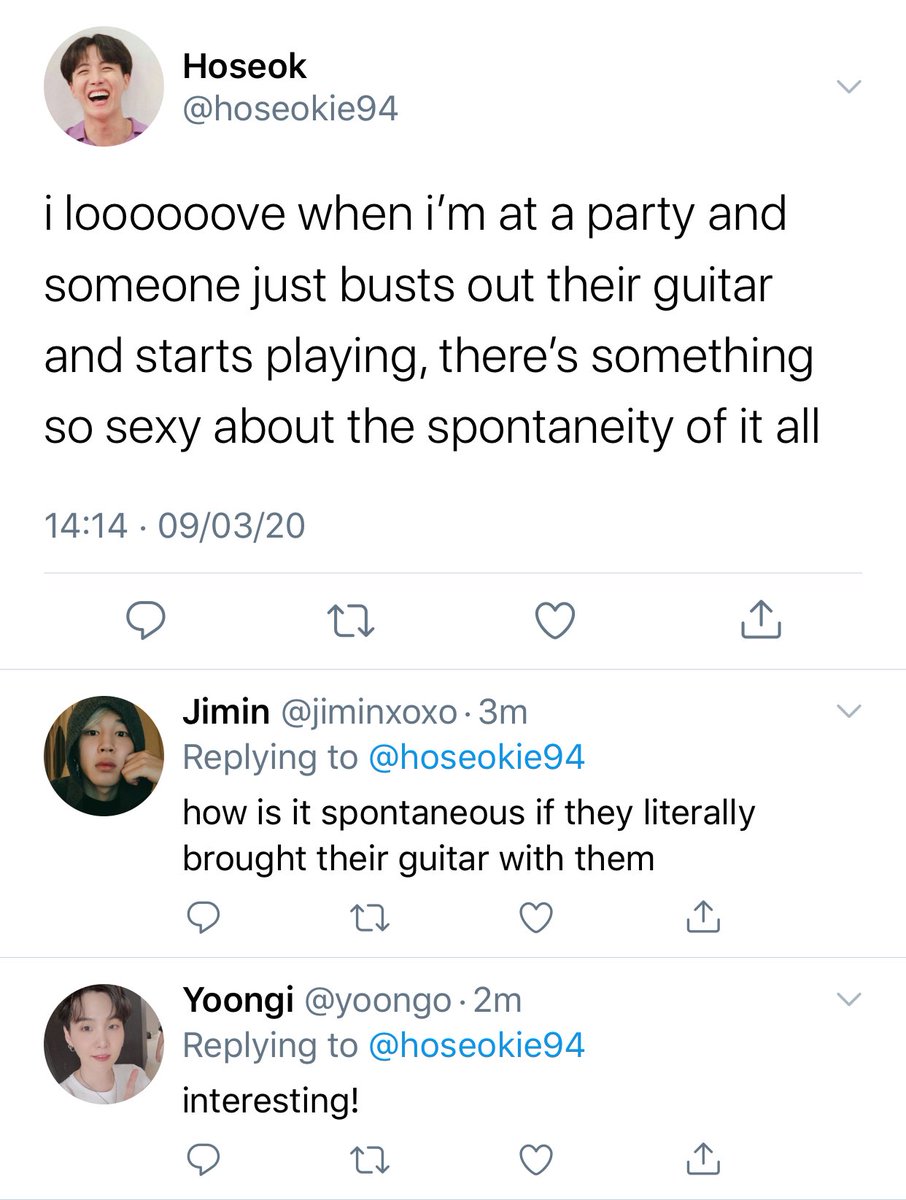 Hoseok
@hoseokie94
i loooooove when i’m at a party and
someone just busts out their guitar
and starts playing, there’s something
so sexy about the spontaneity of it all
14:14 · 09/03/20
Jimin @jiminxoxo · 3m
Replying to @hoseokie94
how is it spontaneous if they literally
brought their guitar with them
Yoongi @yoongo · 2m
Replying to @hoseokie94
interesting!